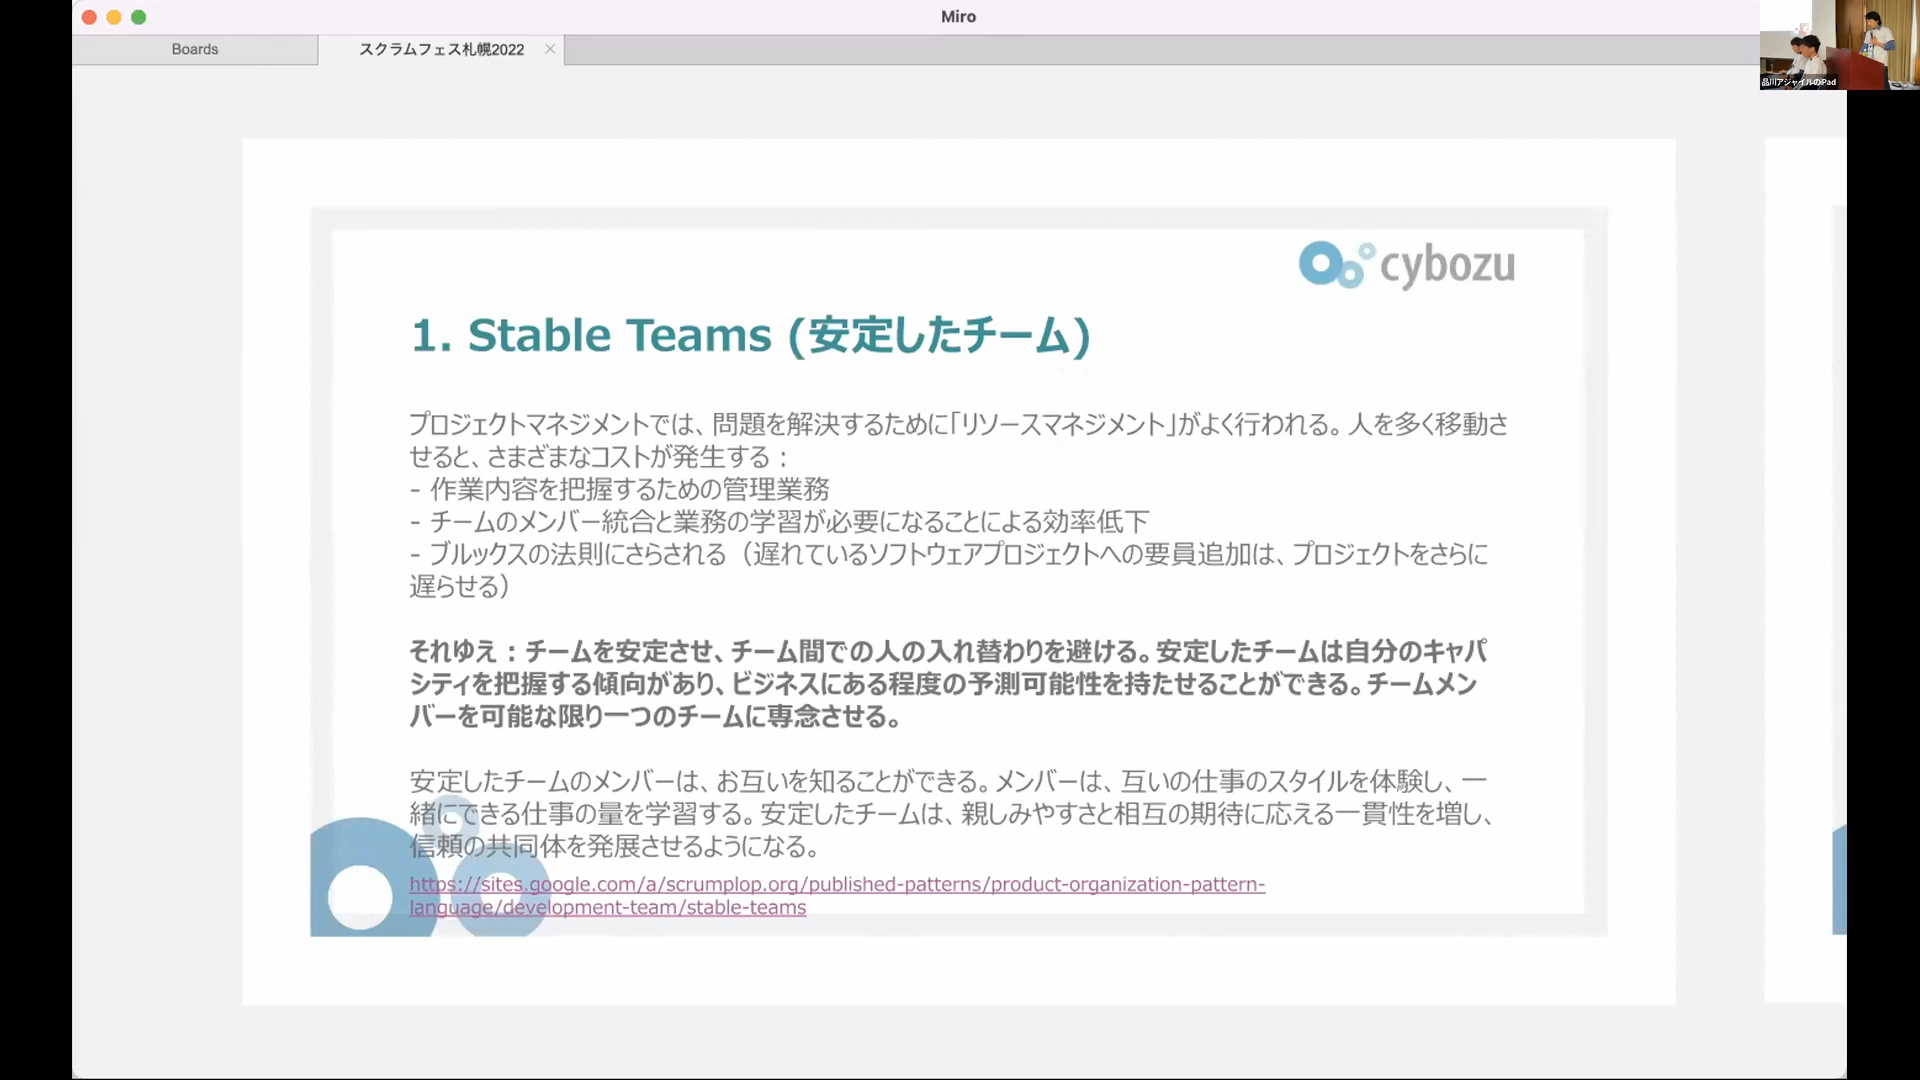 Miro
Boards
スクラムフェス札幌2022
品川アジャイルのiPad
cybozu
1. Stable Teams (安定したチーム)
プロジェクトマネジメントでは、問題を解決するために「リソースマネジメント」がよく行われる。人を多く移動さ
せると、さまざまなコストが発生する：
- 作業内容を把握するための管理業務
- チームのメンバー統合と業務の学習が必要になることによる効率低下
- ブルックスの法則にさらされる（遅れているソフトウェアプロジェクトへの要員追加は、プロジェクトをさらに
遅らせる）
それゆえ：チームを安定させ、チーム間での人の入れ替わりを避ける。安定したチームは自分のキャパ
シティを把握する傾向があり、ビジネスにある程度の予測可能性を持たせることができる。チームメン
バーを可能な限り一つのチームに専念させる。
安定したチームのメンバーは、お互いを知ることができる。メンバーは、互いの仕事のスタイルを体験し、一
緒にできる仕事の量を学習する。安定したチームは、親しみやすさと相互の期待に応える一貫性を増し、
信頼の共同体を発展させるようになる。
https://sites.google.com/a/scrumplop.org/published-patterns/product-organization-pattern-
language/development-team/stable-teams